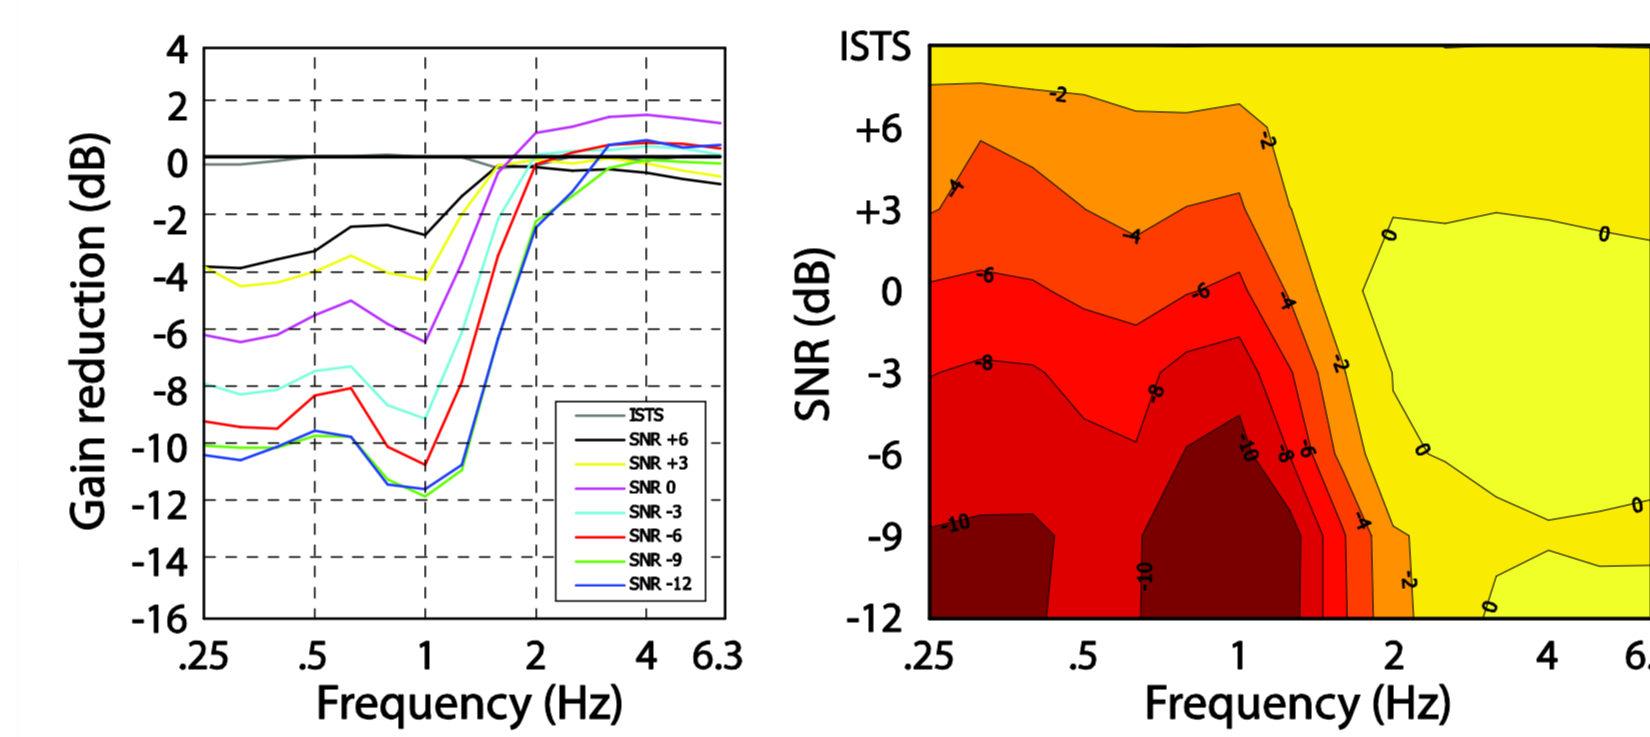 4
2
0
-2
-4
-6
-8
-10
-12
-14
-16
Gain reduction (dB)
.25 .5 1 2 4 6.3
Frequency (Hz)
ISTS
SNR +6
SNR +3
SNR 0
SNR -3
SNR -6
SNR -9
SNR -12
ISTS
+6
+3
0
-3
-6
-9
-12
SNR (dB)
-2
-2
-4
-4
0
0
-6
-6
-4
-8
-2
-8
-10
-8
-6
0
-10
-4
0
-10
-2
0
.25 .5 1 2 4 6.
Frequency (Hz)